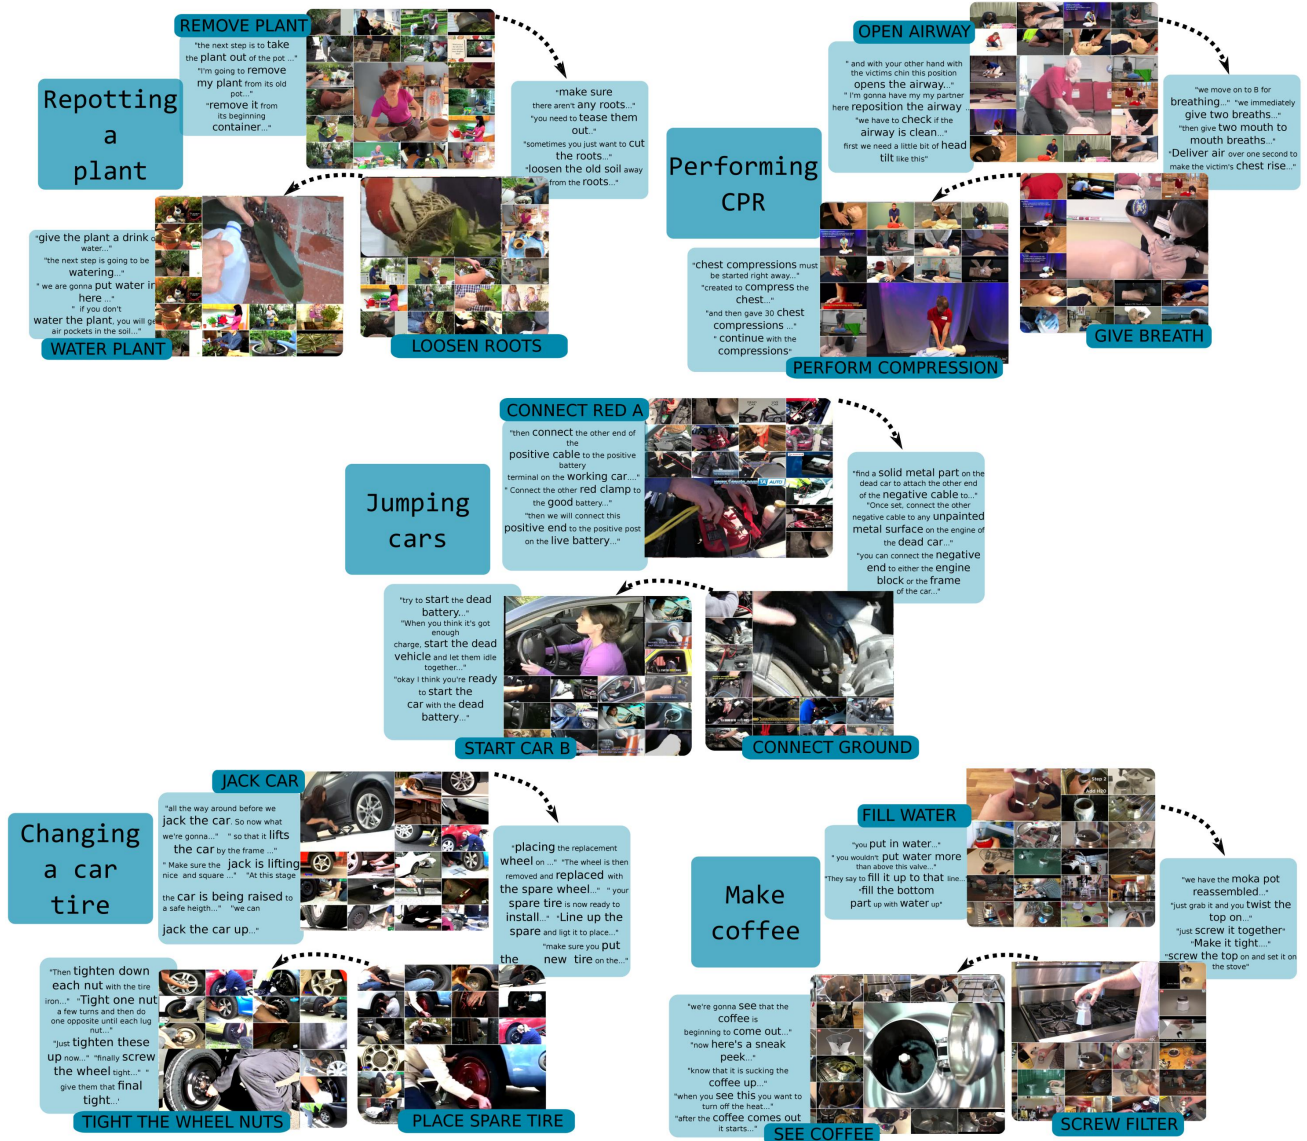 REMOVE PLANT
"the next step is to take
the plant out of the pot ..."
"I'm going to remove
my plant from its old
pot..."
"remove it from
its beginning
container..."
Repotting
a
plant
"make sure
there aren't any roots..."
"you need to tease them
out.."
"sometimes you just want to cut
the roots..."
"loosen the old soil away
from the roots..."
LOOSEN ROOTS
"give the plant a drink
water..."
"the next step is going to be
watering..."
" we are gonna put water in
here ..."
" if you don't
water the plant, you will ge
air pockets in the soil..."
WATER PLANT
OPEN AIRWAY
" and with your other hand with
the victims chin this position
opens the airway..."
" I'm gonna have my my partner
here reposition the airway
"we have to check if the
airway is clean..."
first we need a little bit of head
tilt like this"
Performing
CPR
"we move on to B for
breathing..." "we immediately
give two breaths..."
"then give two mouth to
mouth breaths..."
"Deliver air over one second to
make the victim's chest rise..."
GIVE BREATH
"chest compressions must
be started right away..."
"created to compress the
chest..."
"and then gave 30 chest
compressions ..."
" continue with the
compressions"
PERFORM COMPRESSION
CONNECT RED A
"then connect the other end of
the
positive cable to the positive
battery
terminal on the working car...."
" Connect the other red clamp to
the good battery..."
"then we will connect this
positive end to the positive post
on the live battery..."
1A AUTO
Jumping
cars
"find a solid metal part on the
dead car to attach the other end
of the negative cable to..."
"Once set, connect the other
negative cable to any unpainted
metal surface on the engine of
the dead car..."
"you can connect the negative
end to either the engine
block or the frame
of the car..."
CONNECT GROUND
"try to start the dead
battery..."
"When you think it's got
enough
charge, start the dead
vehicle and let them idle
together..."
"okay I think you're ready
to start the
car with the dead
battery..."
START CAR B
JACK CAR
"all the way around before we
jack the car. So now what
we're gonna..." " so that it lifts
the car by the frame ..."
" Make sure the jack is lifting
nice and square ..." "At this stage
the car is being raised to
a safe heigth..." "we can
jack the car up..."
Changing
a car
tire
"placing the replacement
wheel on ..." "The wheel is then
removed and replaced with
the spare wheel..." " your
spare tire is now ready to
install..." "Line up the
spare and ligt it to place..."
"make sure you put
the new tire on the..."
PLACE SPARE TIRE
"Then tighten down
each nut with the tire
iron..." "Tight one nut
a few turns and then do
one opposite until each lug
nut..."
"Just tighten these
up now..." "finally screw
the wheel tight..." "
give them that final
tight...'
TIGHT THE WHEEL NUTS
FILL WATER
"you put in water..."
" you wouldn't put water more
than above this valve..."
"They say to fill it up to that line..."
"fill the bottom
part up with water up"
Step 2
Add H2O
Make
coffee
"we have the moka pot
reassembled..."
"just grab it and you twist the
top on..."
"just screw it together"
"Make it tight...."
"screw the top on and set it on
the stove"
SCREW FILTER
"we're gonna see that the
coffee is
beginning to come out..."
"now here's a sneak
peek..."
"know that it is sucking the
coffee up..."
"when you see this you want to
turn off the heat..."
"after the coffee comes out
it starts..."
SEE COFFEE